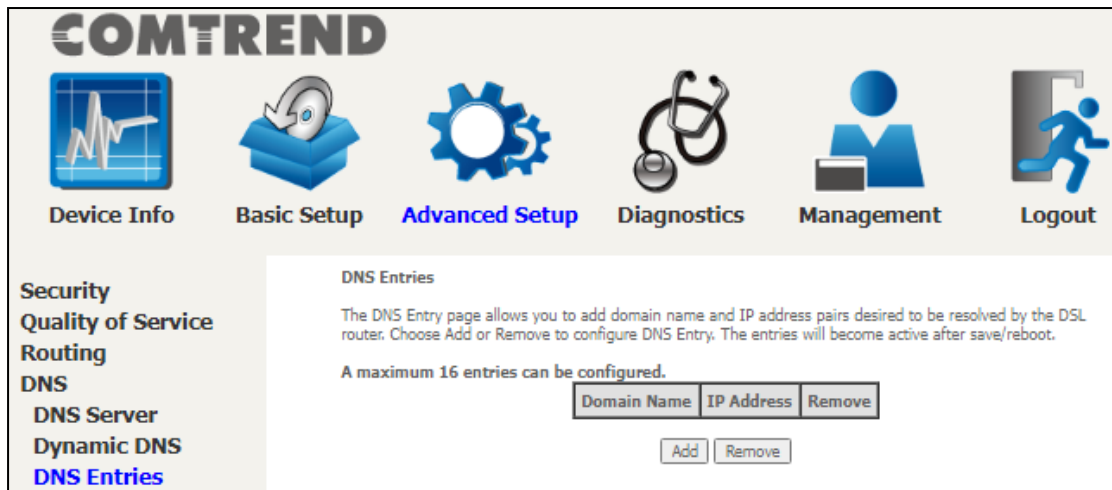 COMTREND
Device Info
Basic Setup
Advanced Setup
Diagnostics
Management
Logout
Security
Quality of Service
Routing
DNS
DNS Server
Dynamic DNS
DNS Entries
DNS Entries
The DNS Entry page allows you to add domain name and IP address pairs desired to be resolved by the DSL
router. Choose Add or Remove to configure DNS Entry. The entries will become active after save/reboot.
A maximum 16 entries can be configured.
Domain Name IP Address Remove
Add Remove